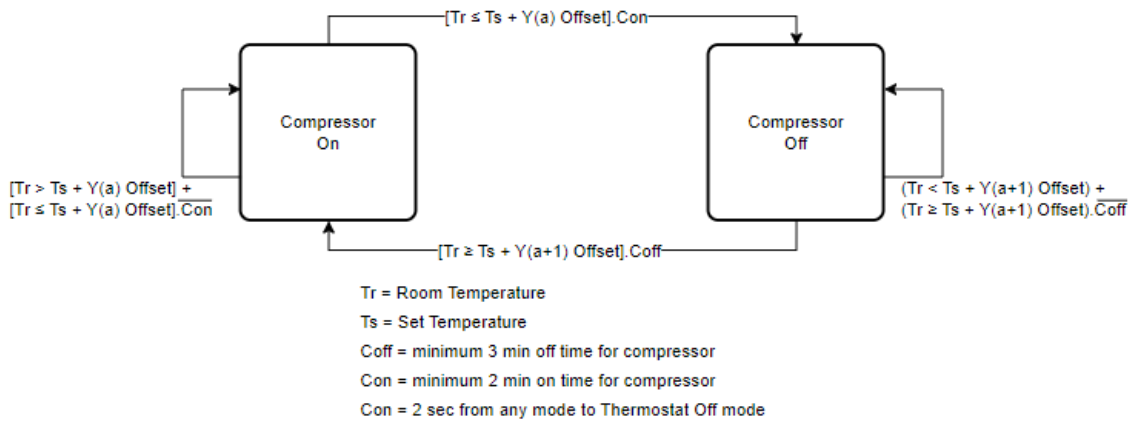 [Tr ≤ Ts + Y(a) Offset].Con
Compressor
On
Compressor
Off
[Tr > Ts + Y(a) Offset] +
[Tr ≤ Ts + Y(a) Offset].C̅o̅n̅
(Tr < Ts + Y(a+1) Offset) +
(Tr ≥ Ts + Y(a+1) Offset).C̅o̅f̅f̅
[Tr ≥ Ts + Y(a+1) Offset].Coff
Tr = Room Temperature
Ts = Set Temperature
Coff = minimum 3 min off time for compressor
Con = minimum 2 min on time for compressor
Con = 2 sec from any mode to Thermostat Off mode